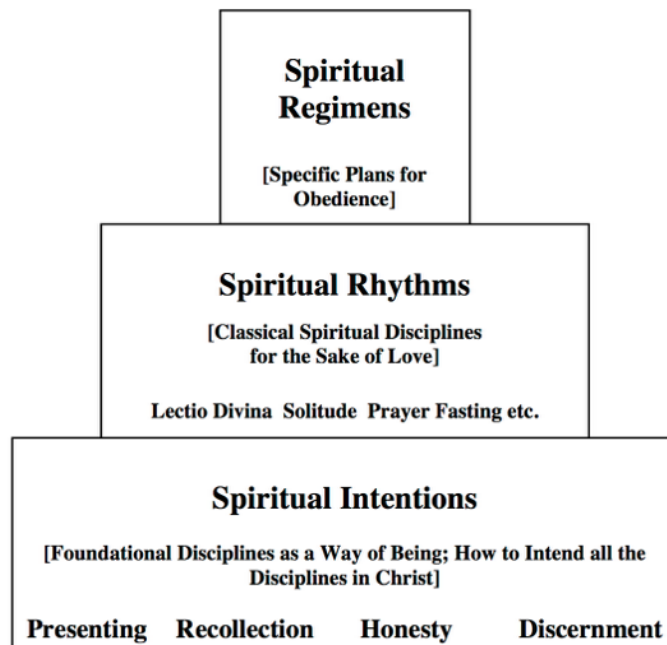 Spiritual
Regimens
[Specific Plans for
Obedience]
Spiritual Rhythms
[Classical Spiritual Disciplines
for the Sake of Love]
Lectio Divina Solitude Prayer Fasting etc.
Spiritual Intentions
[Foundational Disciplines as a Way of Being; How to Intend all the
Disciplines in Christ]
Presenting Recollection Honesty Discernment